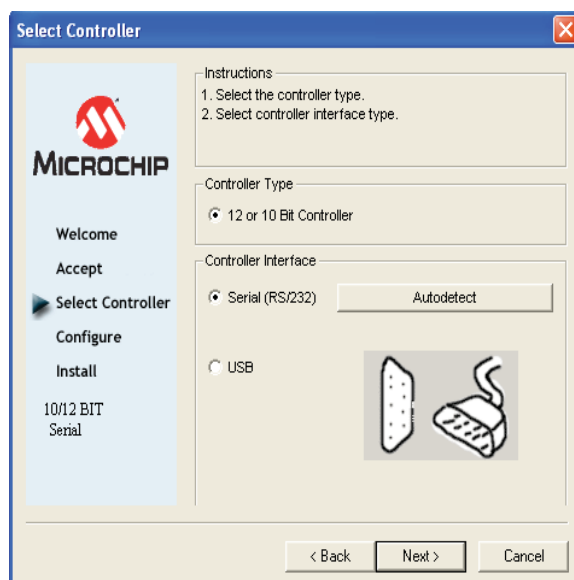 Select Controller
Instructions
1. Select the controller type.
2. Select controller interface type.
MICROCHIP
Controller Type
12 or 10 Bit Controller
Welcome
Accept
Select Controller
Configure
Install
10/12 BIT
Serial
Controller Interface
Serial (RS/232)
Autodetect
USB
< Back
Next >
Cancel